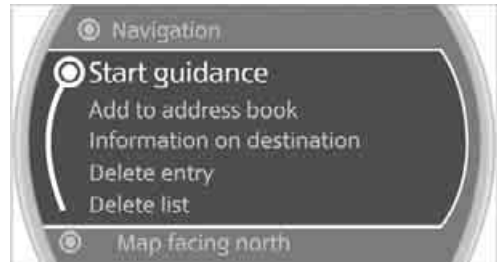 Navigation
Start guidance
Add to address book
Information on destination
Delete entry
Delete list
Map facing north